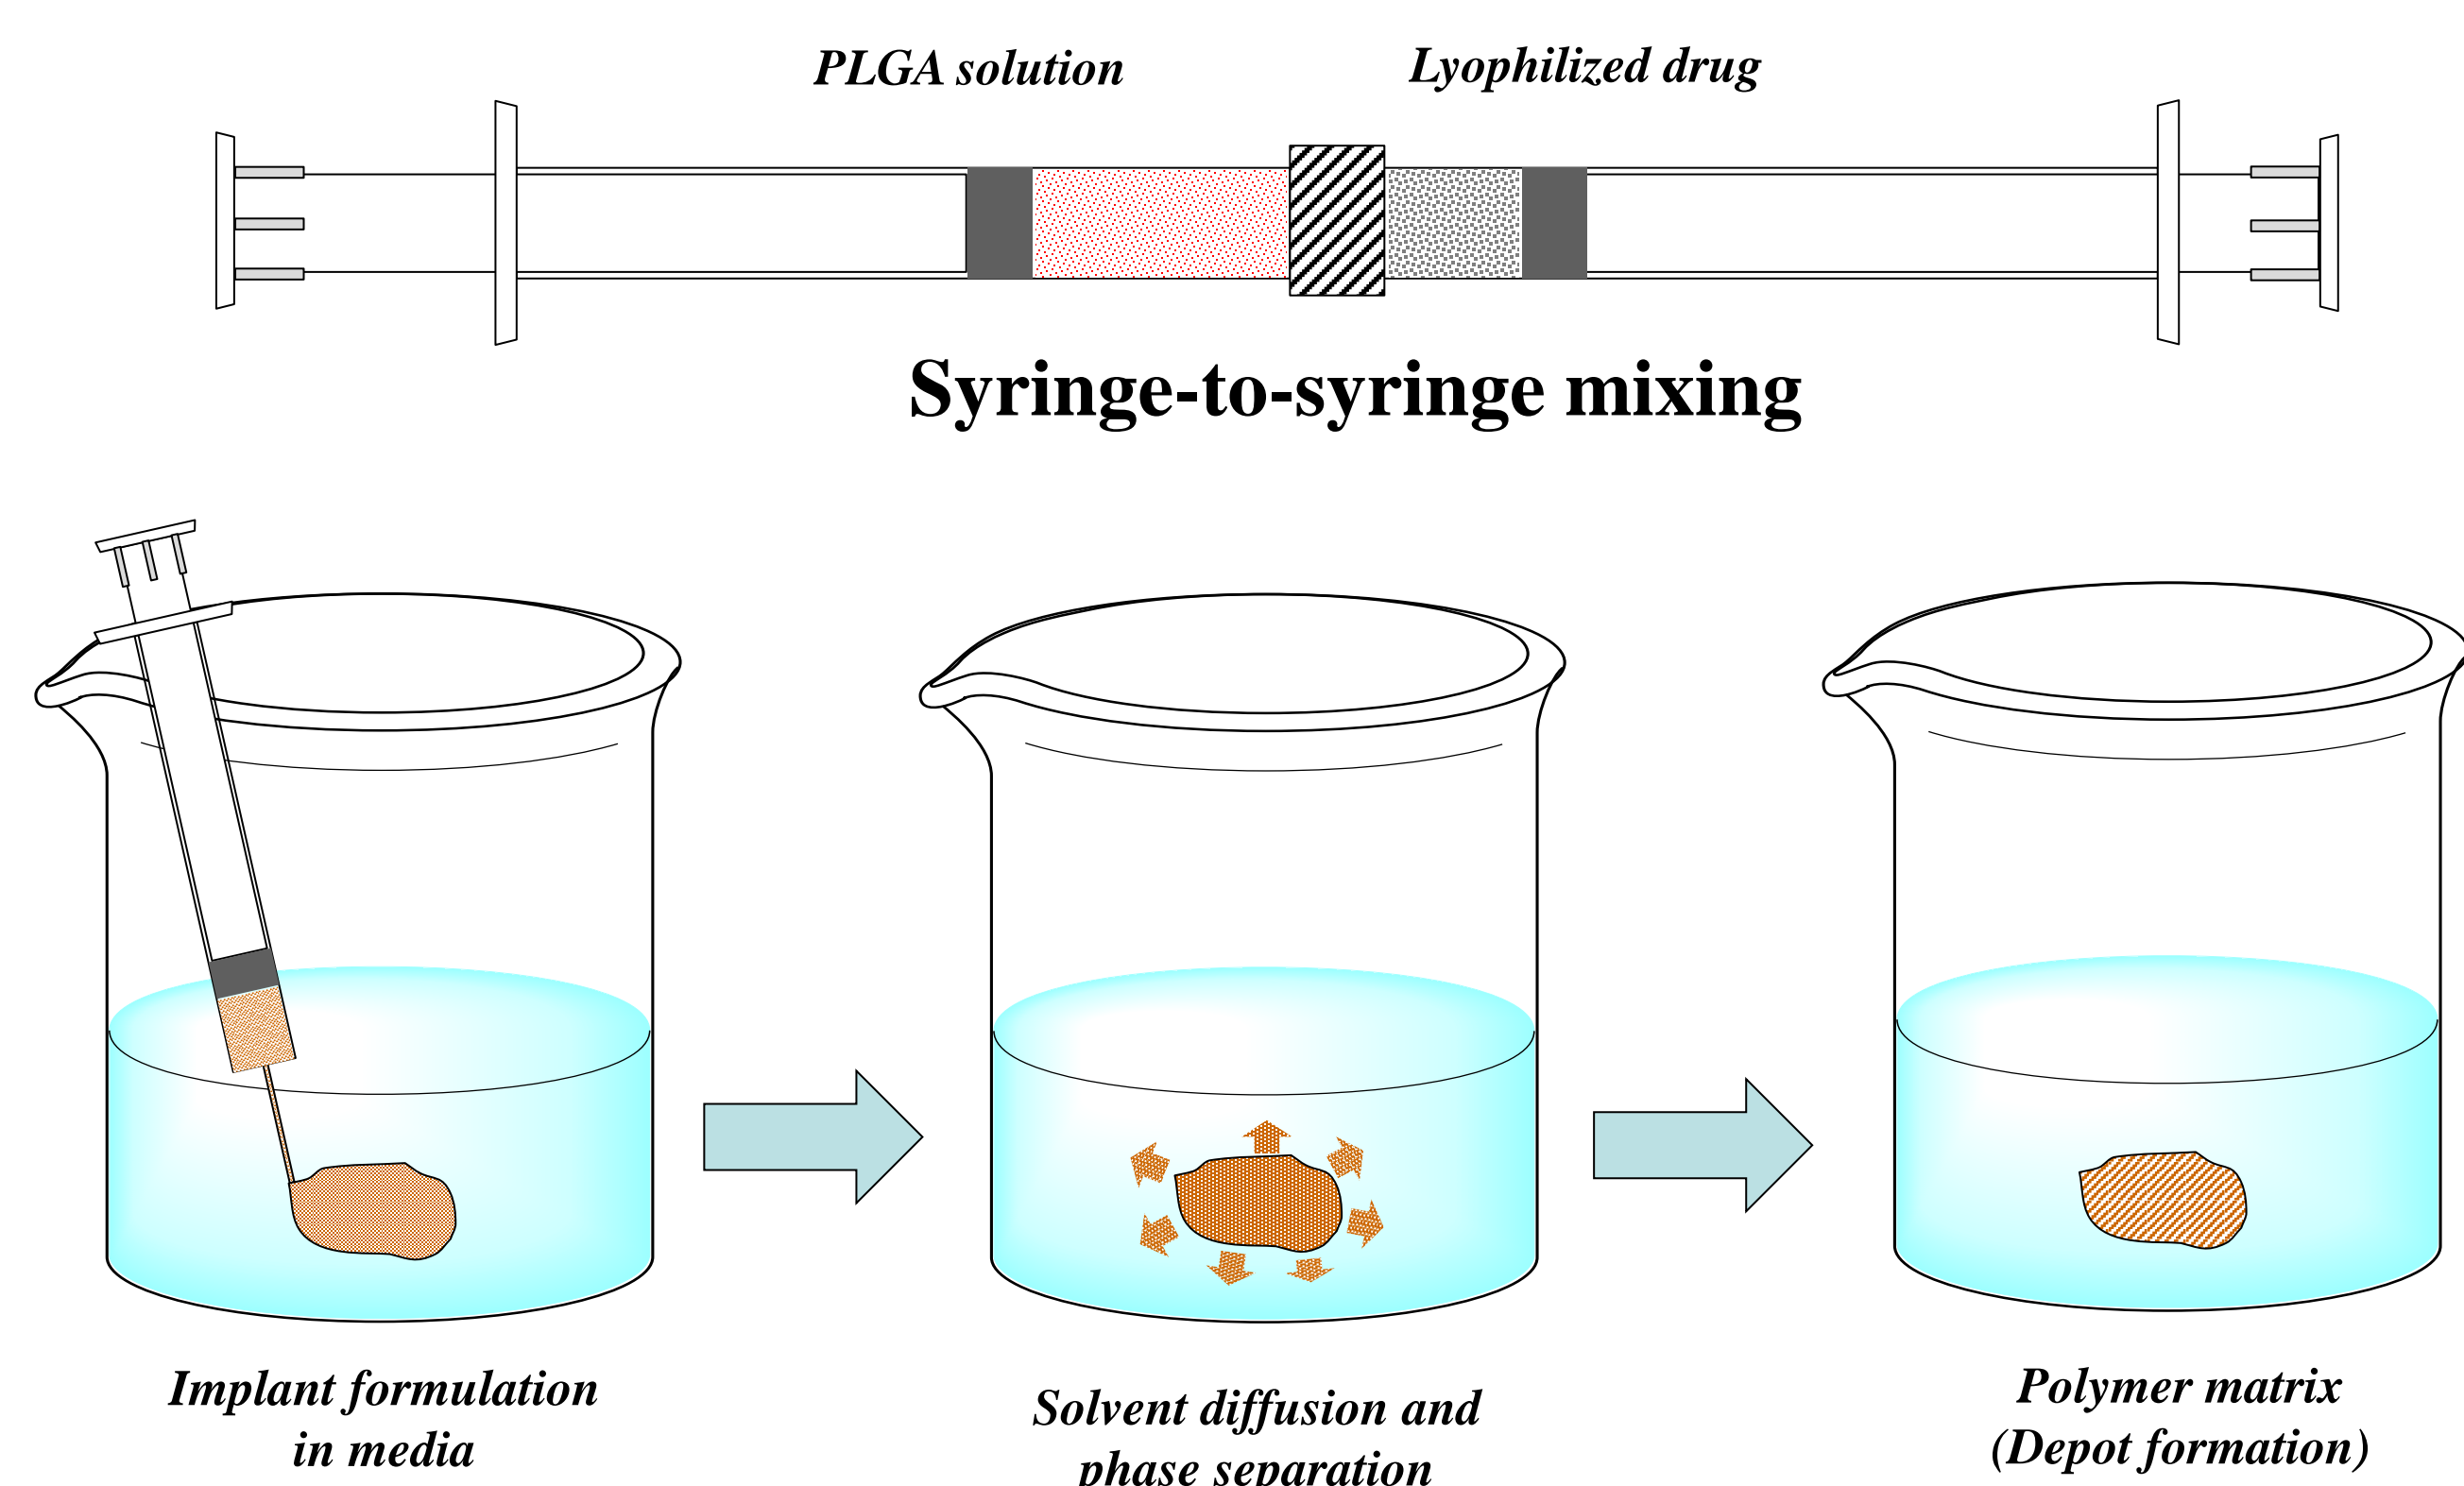 PLGA solution
Lyophilized drug
Syringe-to-syringe mixing
Implant formulation
in media
Solvent diffusion and
phase separation
Polymer matrix
(Depot formation)